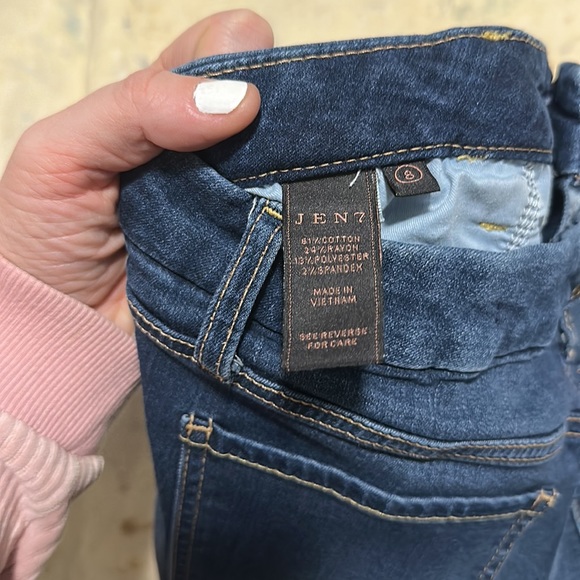 JEN7
61% COTTON
24% RAYON
13% POLYESTER
2% SPANDEX
MADE IN
VIETNAM
SEE REVERSE
FOR CARE
8